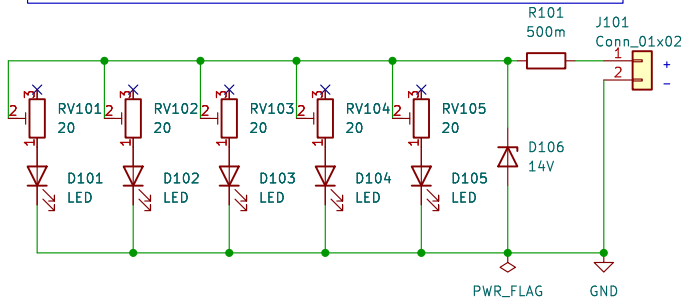 R101
500m
J101
Conn_01x02
1
2
+
-
3
2
1
RV101
20
3
2
1
RV102
20
3
2
1
RV103
20
3
2
1
RV104
20
3
2
1
RV105
20
D106
14V
D101
LED
D102
LED
D103
LED
D104
LED
D105
LED
PWR_FLAG
GND